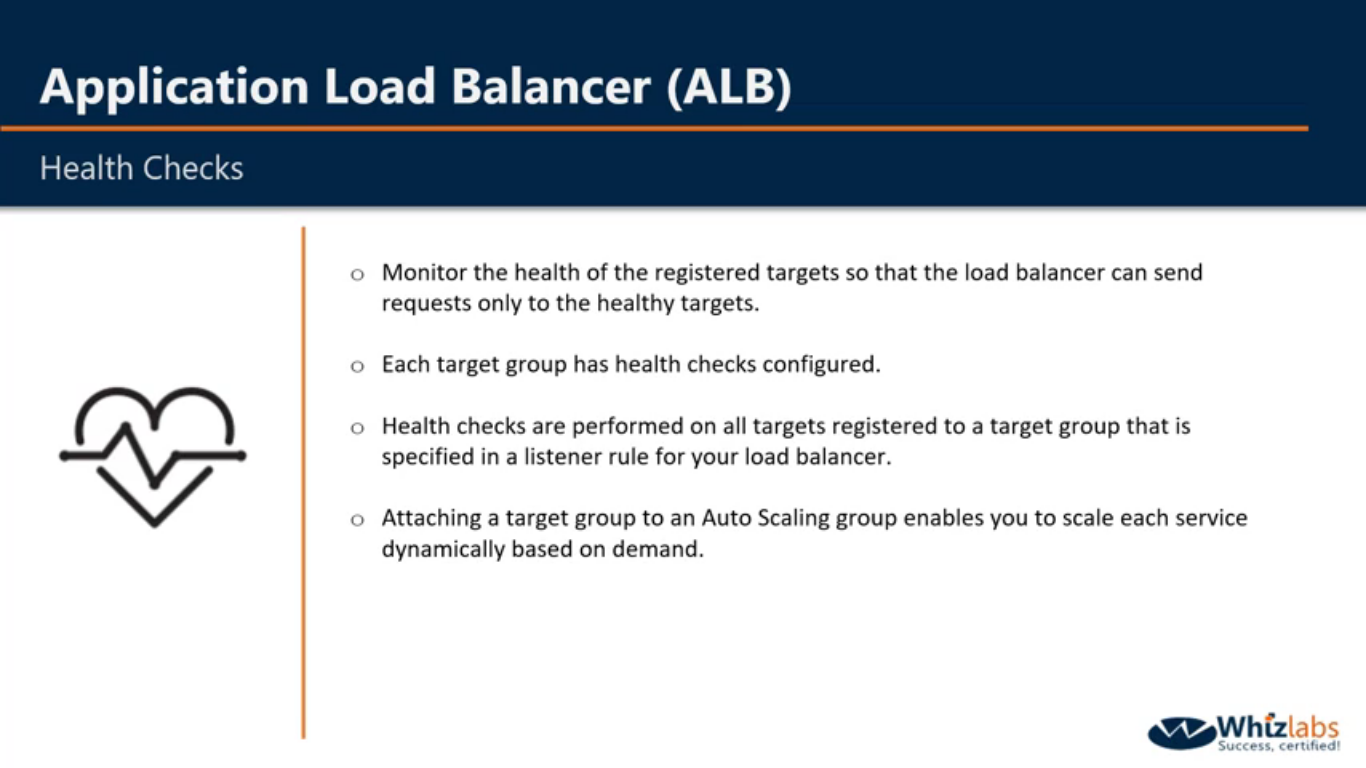 Application Load Balancer (ALB)
Health Checks
o Monitor the health of the registered targets so that the load balancer can send
requests only to the healthy targets.
o Each target group has health checks configured.
o Health checks are performed on all targets registered to a target group that is
specified in a listener rule for your load balancer.
o Attaching a target group to an Auto Scaling group enables you to scale each service
dynamically based on demand.
Whizlabs
Success, certified!